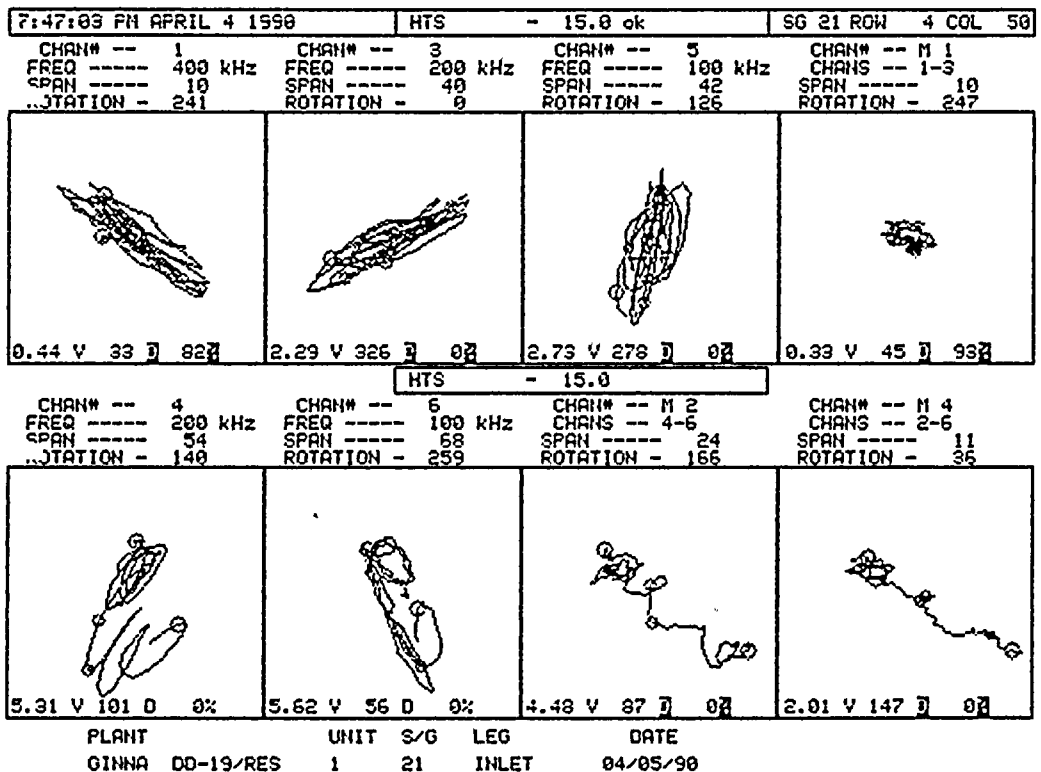 7:47:03 PM APRIL 4 1990 HTS - 15.0 ok SG 21 ROW 4 COL 50
CHAN# -- 1 CHAN# -- 3 CHAN# -- 5 CHAN# -- M 1
FREQ ----- 400 kHz FREQ ----- 200 kHz FREQ ----- 100 kHz CHANS -- 1-3
SPAN ----- 10 SPAN ----- 40 SPAN ----- 42 SPAN ----- 10
OTATION - 241 ROTATION - 0 ROTATION - 126 ROTATION - 247
0.44 V 33 D 82% 2.29 V 326 D 0% 2.73 V 278 D 0% 0.33 V 45 D 93%
HTS - 15.0
CHAN# -- 4 CHAN# -- 6 CHAN# -- M 2 CHAN# -- M 4
FREQ ----- 200 kHz FREQ ----- 100 kHz CHANS -- 4-6 CHANS -- 2-6
SPAN ----- 54 SPAN ----- 68 SPAN ----- 24 SPAN ----- 11
OTATION - 140 ROTATION - 259 ROTATION - 166 ROTATION - 36
5.31 V 101 D 0% 5.62 V 56 D 0% 4.48 V 87 D 0% 2.01 V 147 D 0%
PLANT UNIT S/G LEG DATE
GINNA DD-19/RES 1 21 INLET 04/05/90